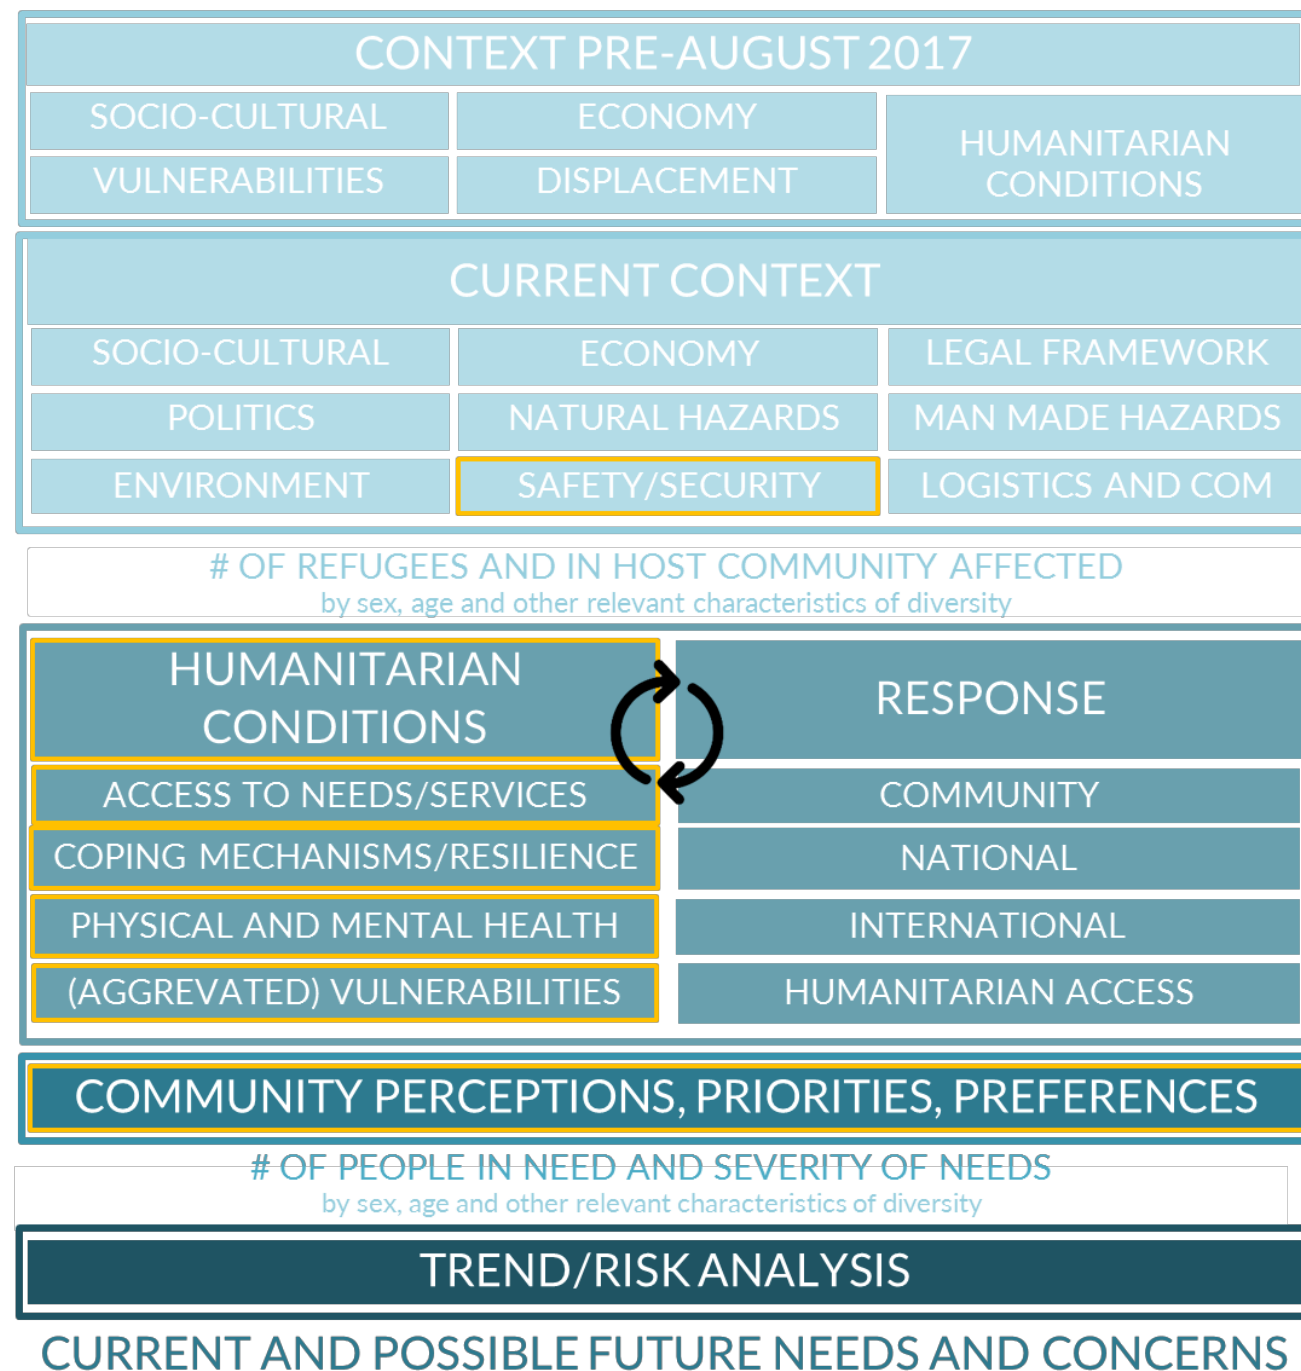 CONTEXT PRE-AUGUST 2017
SOCIO-CULTURAL
ECONOMY
HUMANITARIAN
CONDITIONS
VULNERABILITIES
DISPLACEMENT
CURRENT CONTEXT
SOCIO-CULTURAL
ECONOMY
LEGAL FRAMEWORK
POLITICS
NATURAL HAZARDS
MAN MADE HAZARDS
ENVIRONMENT
SAFETY/SECURITY
LOGISTICS AND COM
# OF REFUGEES AND IN HOST COMMUNITY AFFECTED
by sex, age and other relevant characteristics of diversity
HUMANITARIAN
CONDITIONS
RESPONSE
ACCESS TO NEEDS/SERVICES
COMMUNITY
COPING MECHANISMS/RESILIENCE
NATIONAL
PHYSICAL AND MENTAL HEALTH
INTERNATIONAL
(AGGREVATED) VULNERABILITIES
HUMANITARIAN ACCESS
COMMUNITY PERCEPTIONS, PRIORITIES, PREFERENCES
# OF PEOPLE IN NEED AND SEVERITY OF NEEDS
by sex, age and other relevant characteristics of diversity
TREND/RISK ANALYSIS
CURRENT AND POSSIBLE FUTURE NEEDS AND CONCERNS